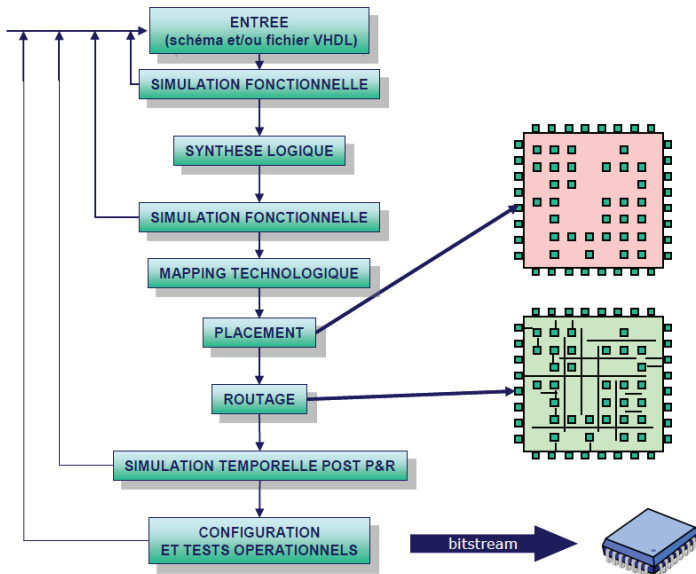 ENTREE
(schéma et/ou fichier VHDL)
SIMULATION FONCTIONNELLE
SYNTHESE LOGIQUE
SIMULATION FONCTIONNELLE
MAPPING TECHNOLOGIQUE
PLACEMENT
ROUTAGE
SIMULATION TEMPORELLE POST P&R
CONFIGURATION
ET TESTS OPERATIONNELS
bitstream